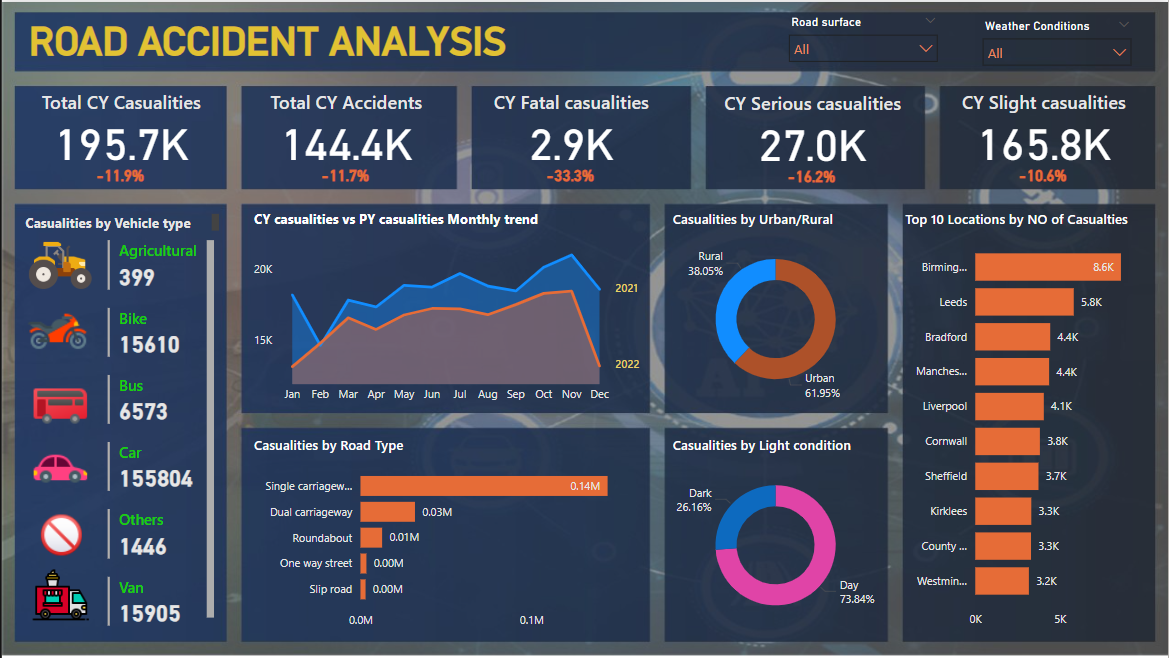 ROAD ACCIDENT ANALYSIS
Road surface
All
Weather Conditions
All
Total CY Casualities
195.7K
-11.9%
Total CY Accidents
144.4K
-11.7%
CY Fatal casualities
2.9K
-33.3%
CY Serious casualities
27.0K
-16.2%
CY Slight casualities
165.8K
-10.6%
Casualities by Vehicle type
Agricultural
399
Bike
15610
Bus
6573
Car
155804
Others
1446
Van
15905
CY casualities vs PY casualities Monthly trend
20K
15K
2021
2022
Jan Feb Mar Apr May Jun Jul Aug Sep Oct Nov Dec
Casualities by Road Type
Single carriagew... 0.14M
Dual carriageway 0.03M
Roundabout 0.01M
One way street 0.00M
Slip road 0.00M
0.0M 0.1M
Casualities by Urban/Rural
Rural
38.05%
Urban
61.95%
Casualities by Light condition
Dark
26.16%
Day
73.84%
Top 10 Locations by NO of Casualties
Birming... 8.6K
Leeds 5.8K
Bradford 4.4K
Manches... 4.4K
Liverpool 4.1K
Cornwall 3.8K
Sheffield 3.7K
Kirklees 3.3K
County ... 3.3K
Westmin... 3.2K
0K 5K